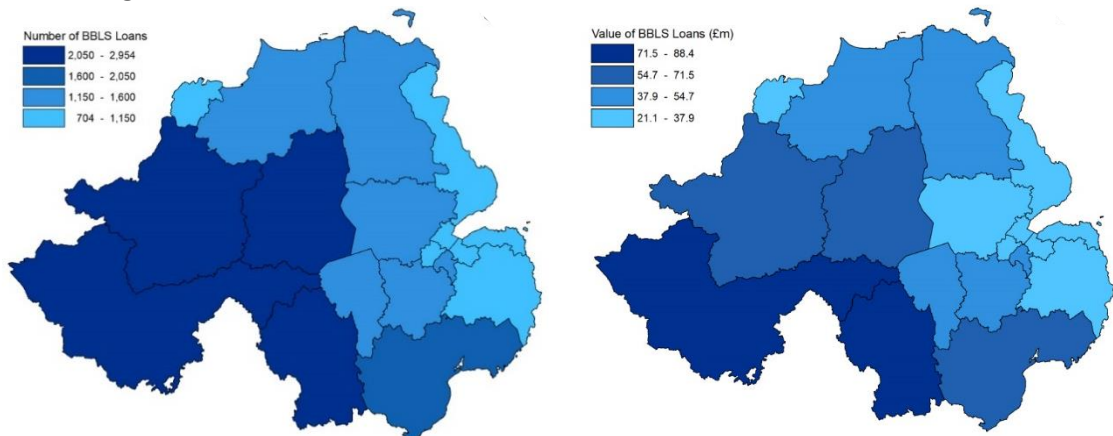 Number of BBLS Loans
2,050 - 2,954
1,600 - 2,050
1,150 - 1,600
704 - 1,150
Value of BBLS Loans (£m)
71.5 - 88.4
54.7 - 71.5
37.9 - 54.7
21.1 - 37.9